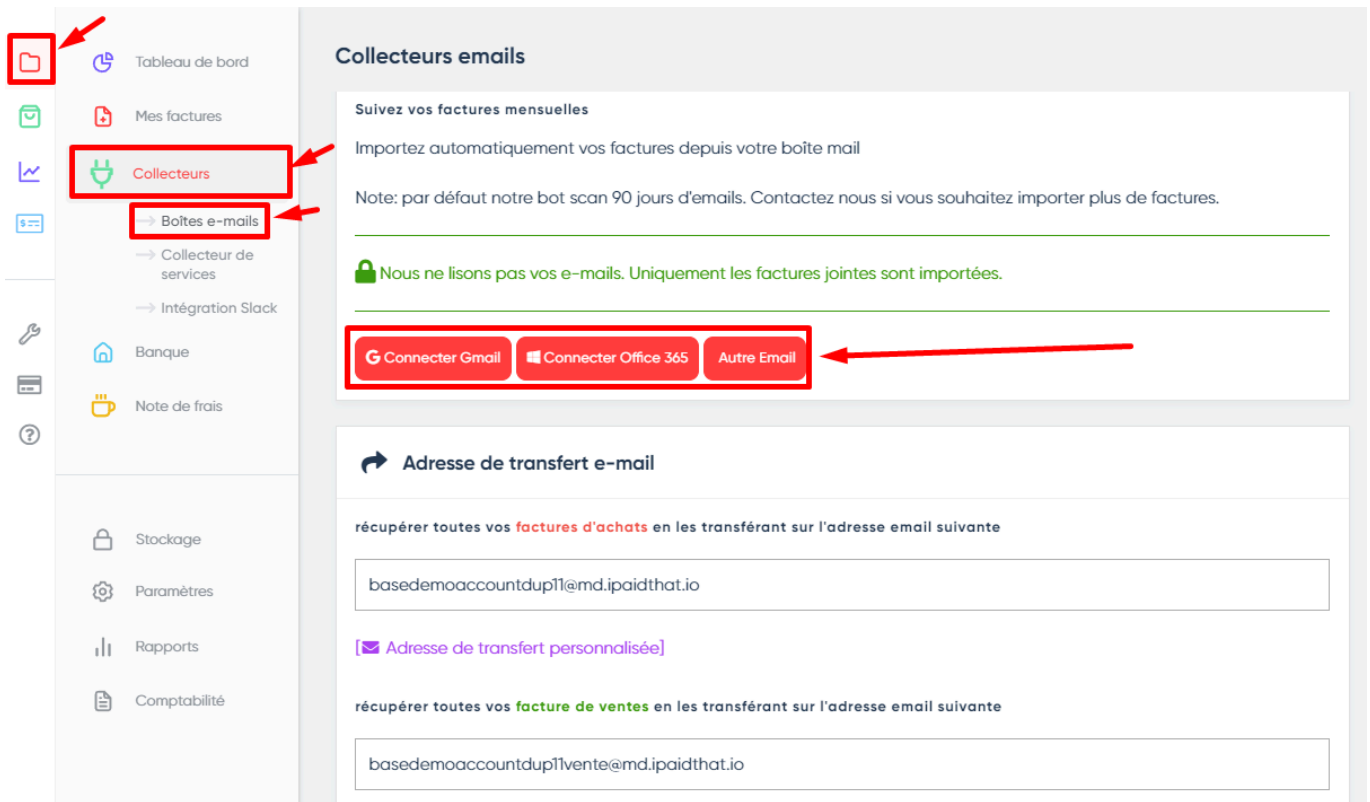 Tableau de bord
Mes factures
Collecteurs
Boîtes e-mails
Collecteur de
services
Intégration Slack
Banque
Note de frais
Stockage
Paramètres
Rapports
Comptabilité
Collecteurs emails
Suivez vos factures mensuelles
Importez automatiquement vos factures depuis votre boîte mail
Note: par défaut notre bot scan 90 jours d'emails. Contactez nous si vous souhaitez importer plus de factures.
Nous ne lisons pas vos e-mails. Uniquement les factures jointes sont importées.
Connecter Gmail Connecter Office 365 Autre Email
Adresse de transfert e-mail
récupérer toutes vos factures d'achats en les transférant sur l'adresse email suivante
basedemoaccountdup11@md.ipaidthat.io
[Adresse de transfert personnalisée]
récupérer toutes vos facture de ventes en les transférant sur l'adresse email suivante
basedemoaccountdup11vente@md.ipaidthat.io